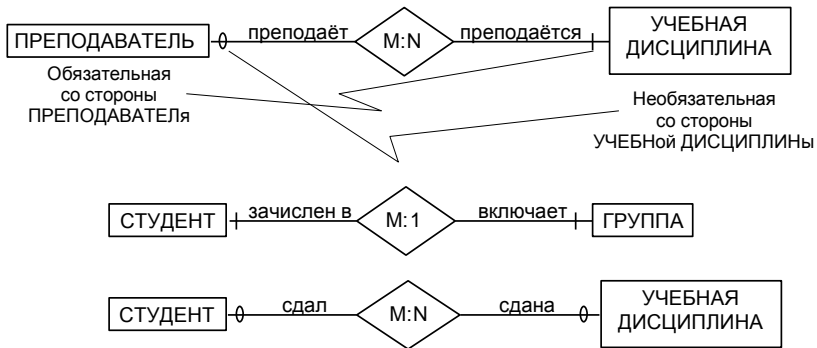 ПРЕПОДАВАТЕЛЬ преподаёт M:N преподаётся УЧЕБНАЯ
ДИСЦИПЛИНА
Обязательная
со стороны
ПРЕПОДАВАТЕЛя
Необязательная
со стороны
УЧЕБНой ДИСЦИПЛИНы
СТУДЕНТ зачислен в M:1 включает ГРУППА
СТУДЕНТ сдал M:N сдана УЧЕБНАЯ
ДИСЦИПЛИНА